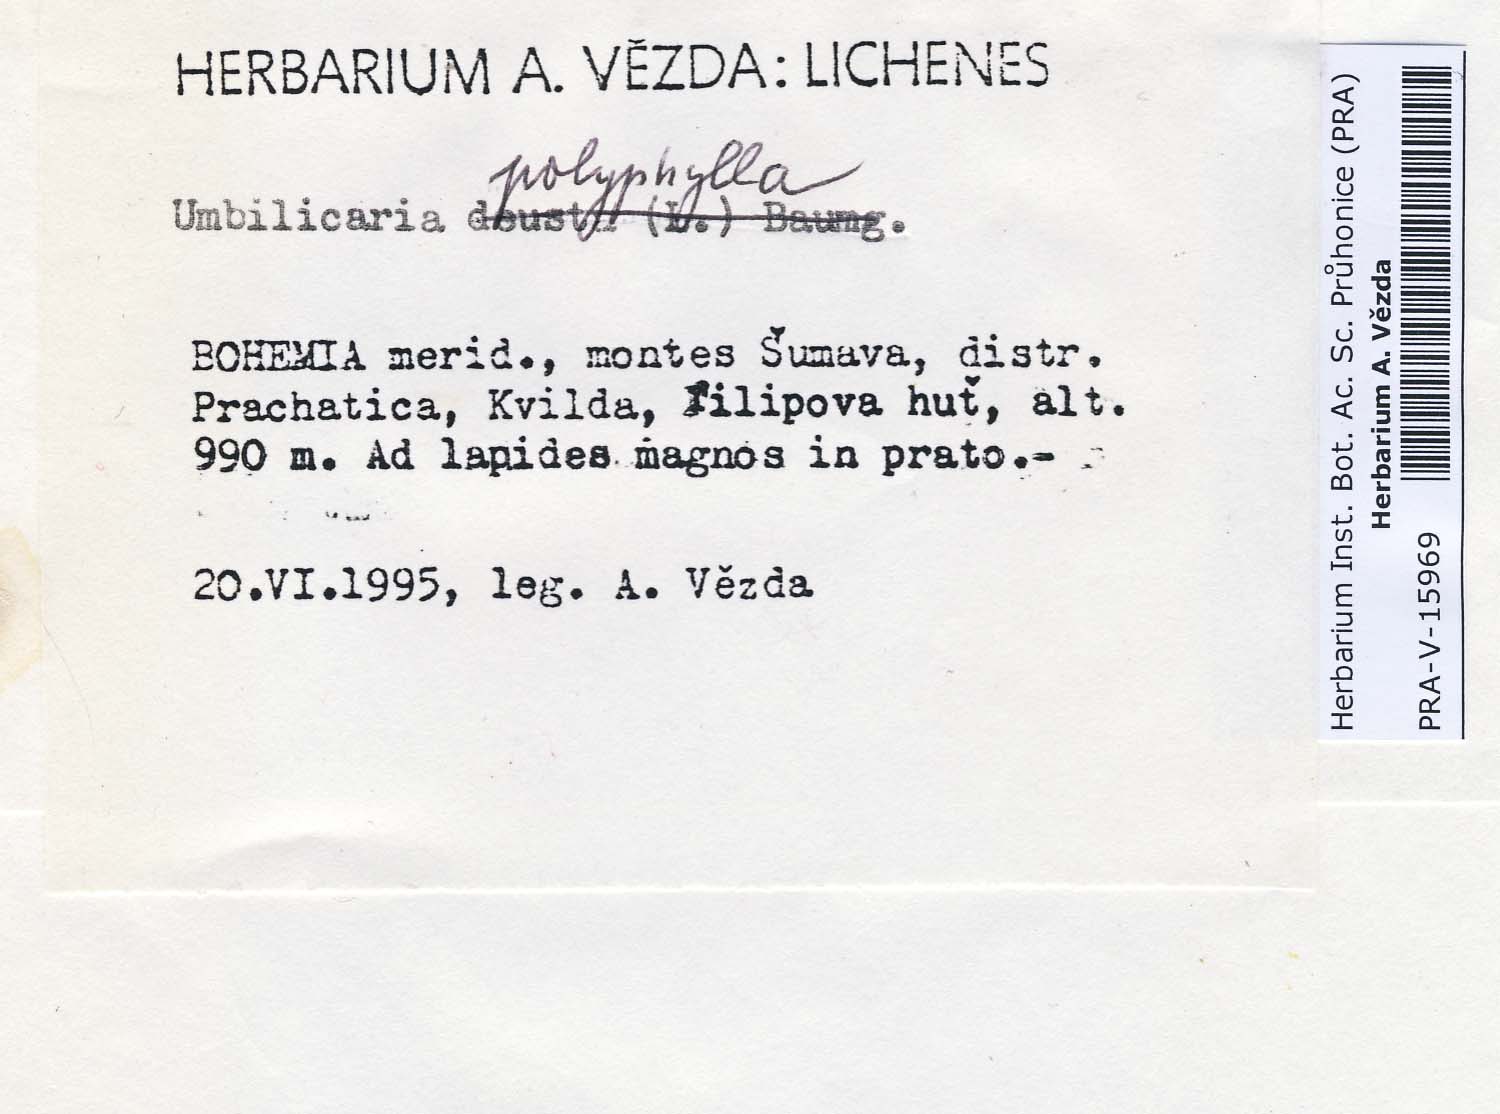 HERBARIUM A. VĚZDA: LICHENES
polyphylla
Umbilicaria deusta (L.) Baumg.
BOHEMIA merid., montes Šumava, distr.
Prachatica, Kvilda, Filipova huť, alt.
990 m. Ad lapides magnos in prato.-
20.VI.1995, leg. A. Vězda
Herbarium Inst. Bot. Ac. Sc. Průhonice (PRA)
Herbarium A. Vězda
PRA-V-15969